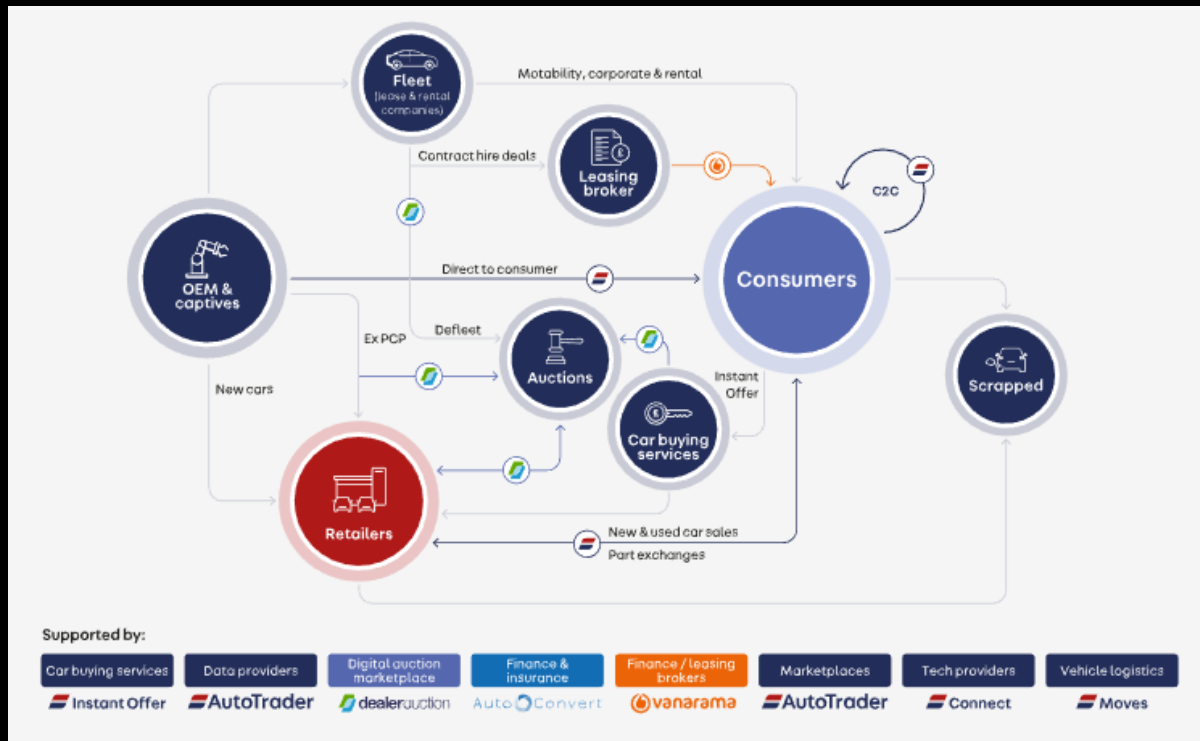 Fleet
(lease & rental
companies)
Motability, corporate & rental
Contract hire deals
Leasing
broker
C2C
OEM &
captives
Direct to consumer
Consumers
Ex PCP
Defleet
Auctions
Instant
Offer
Scrapped
New cars
Car buying
services
Retailers
New & used car sales
Part exchanges
Supported by:
Car buying services
Data providers
Digital auction
marketplace
Finance &
insurance
Finance / leasing
brokers
Marketplaces
Tech providers
Vehicle logistics
Instant Offer
AutoTrader
dealerauction
AutoConvert
vanarama
AutoTrader
Connect
Moves